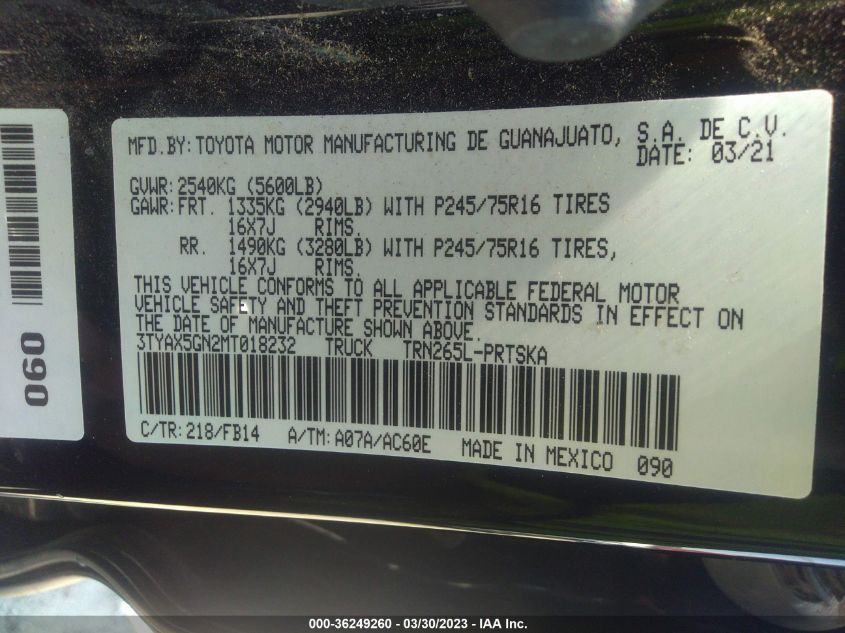 MFD.BY: TOYOTA MOTOR MANUFACTURING DE GUANAJUATO, S.A. DE C.V.
DATE: 03/21
GVWR: 2540KG (5600LB)
GAWR: FRT. 1335KG (2940LB) WITH P245/75R16 TIRES
16X7J RIMS.
RR. 1490KG (3280LB) WITH P245/75R16 TIRES,
16X7J RIMS.
THIS VEHICLE CONFORMS TO ALL APPLICABLE FEDERAL MOTOR
VEHICLE SAFETY AND THEFT PREVENTION STANDARDS IN EFFECT ON
THE DATE OF MANUFACTURE SHOWN ABOVE.
3TYAX5GN2MT018232 TRUCK TRN265L-PRTSKA
C/TR: 218/FB14 A/TM: A07A/AC60E MADE IN MEXICO 090
060
000-36249260 - 03/30/2023 - IAA Inc.